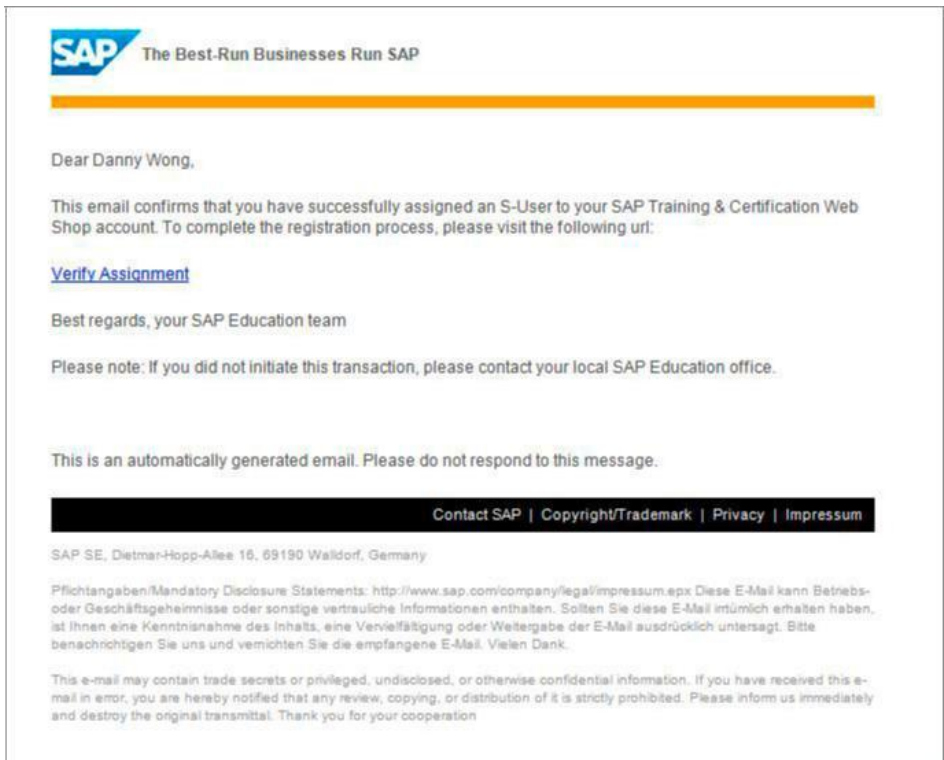 SAP The Best-Run Businesses Run SAP
Dear Danny Wong,
This email confirms that you have successfully assigned an S-User to your SAP Training & Certification Web
Shop account. To complete the registration process, please visit the following url:
Verify Assignment
Best regards, your SAP Education team
Please note: If you did not initiate this transaction, please contact your local SAP Education office.
This is an automatically generated email. Please do not respond to this message.
Contact SAP | Copyright/Trademark | Privacy | Impressum
SAP SE, Dietmar-Hopp-Allee 16, 69190 Walldorf, Germany
Pflichtangaben/Mandatory Disclosure Statements: http://www.sap.com/company/legal/impressum.epx Diese E-Mail kann Betriebs-
oder Geschäftsgeheimnisse oder sonstige vertrauliche Informationen enthalten. Sollten Sie diese E-Mail irrtümlich erhalten haben,
ist Ihnen eine Kenntnisnahme des Inhalts, eine Vervielfältigung oder Weitergabe der E-Mail ausdrücklich untersagt. Bitte
benachrichtigen Sie uns und vernichten Sie die empfangene E-Mail. Vielen Dank.
This e-mail may contain trade secrets or privileged, undisclosed, or otherwise confidential information. If you have received this e-
mail in error, you are hereby notified that any review, copying, or distribution of it is strictly prohibited. Please inform us immediately
and destroy the original transmittal. Thank you for your cooperation